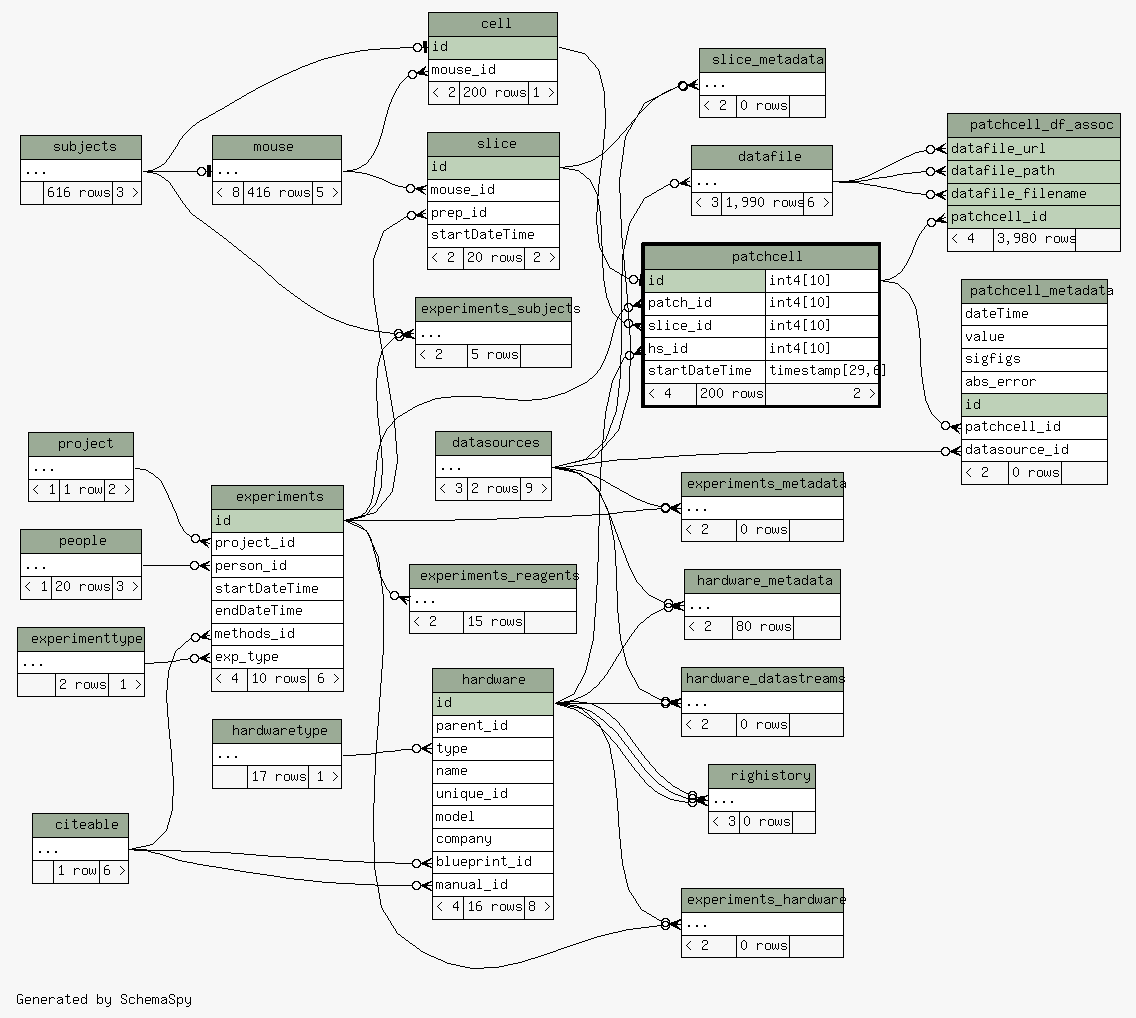 cell
id
mouse_id
< 2 200 rows 1 >
slice_metadata
...
< 2 0 rows
subjects
...
616 rows 3 >
mouse
...
< 8 416 rows 5 >
slice
id
mouse_id
prep_id
startDateTime
< 2 20 rows 2 >
datafile
...
< 3 1,990 rows 6 >
patchcell_df_assoc
datafile_url
datafile_path
datafile_filename
patchcell_id
< 4 3,980 rows
patchcell
id int4[10]
patch_id int4[10]
slice_id int4[10]
hs_id int4[10]
startDateTime timestamp[29,6]
< 4 200 rows 2 >
experiments_subjects
...
< 2 5 rows
patchcell_metadata
dateTime
value
sigfigs
abs_error
id
patchcell_id
datasource_id
< 2 0 rows
project
...
< 1 1 row 2 >
datasources
...
< 3 2 rows 9 >
experiments
id
project_id
person_id
startDateTime
endDateTime
methods_id
exp_type
< 4 10 rows 6 >
experiments_metadata
...
< 2 0 rows
people
...
< 1 20 rows 3 >
experiments_reagents
...
< 2 15 rows
hardware_metadata
...
< 2 80 rows
experimenttype
...
2 rows 1 >
hardware
id
parent_id
type
name
unique_id
model
company
blueprint_id
manual_id
< 4 16 rows 8 >
hardware_datastreams
...
< 2 0 rows
hardwaretype
...
17 rows 1 >
righistory
...
< 3 0 rows
citeable
...
1 row 6 >
experiments_hardware
...
< 2 0 rows
Generated by SchemaSpy